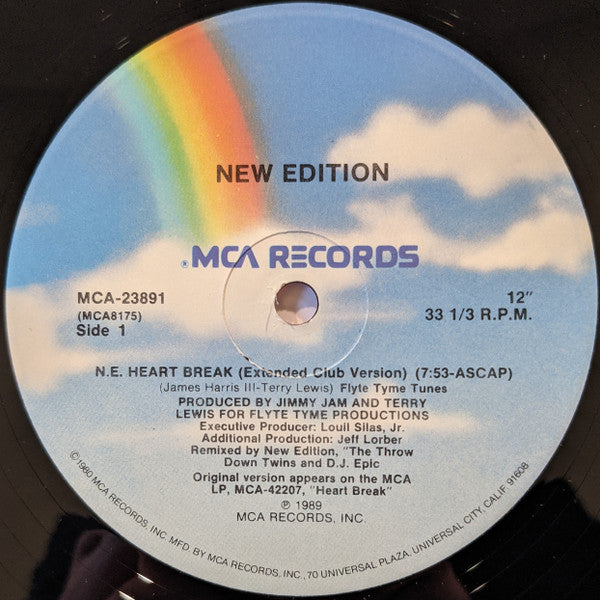 NEW EDITION
® MCA RECORDS
MCA-23891
(MCA8175)
Side 1
12"
33 1/3 R.P.M.
N.E. HEART BREAK (Extended Club Version) (7:53-ASCAP)
(James Harris III-Terry Lewis) Flyte Tyme Tunes
PRODUCED BY JIMMY JAM AND TERRY
LEWIS FOR FLYTE TYME PRODUCTIONS
Executive Producer: Louil Silas, Jr.
Additional Production: Jeff Lorber
Remixed by New Edition, "The Throw
Down Twins and D.J. Epic
Original version appears on the MCA
LP, MCA-42207, "Heart Break"
℗ 1989
MCA RECORDS, INC.
©1980 MCA RECORDS, INC. MFD. BY MCA RECORDS, INC., 70 UNIVERSAL PLAZA, UNIVERSAL CITY, CALIF. 91608